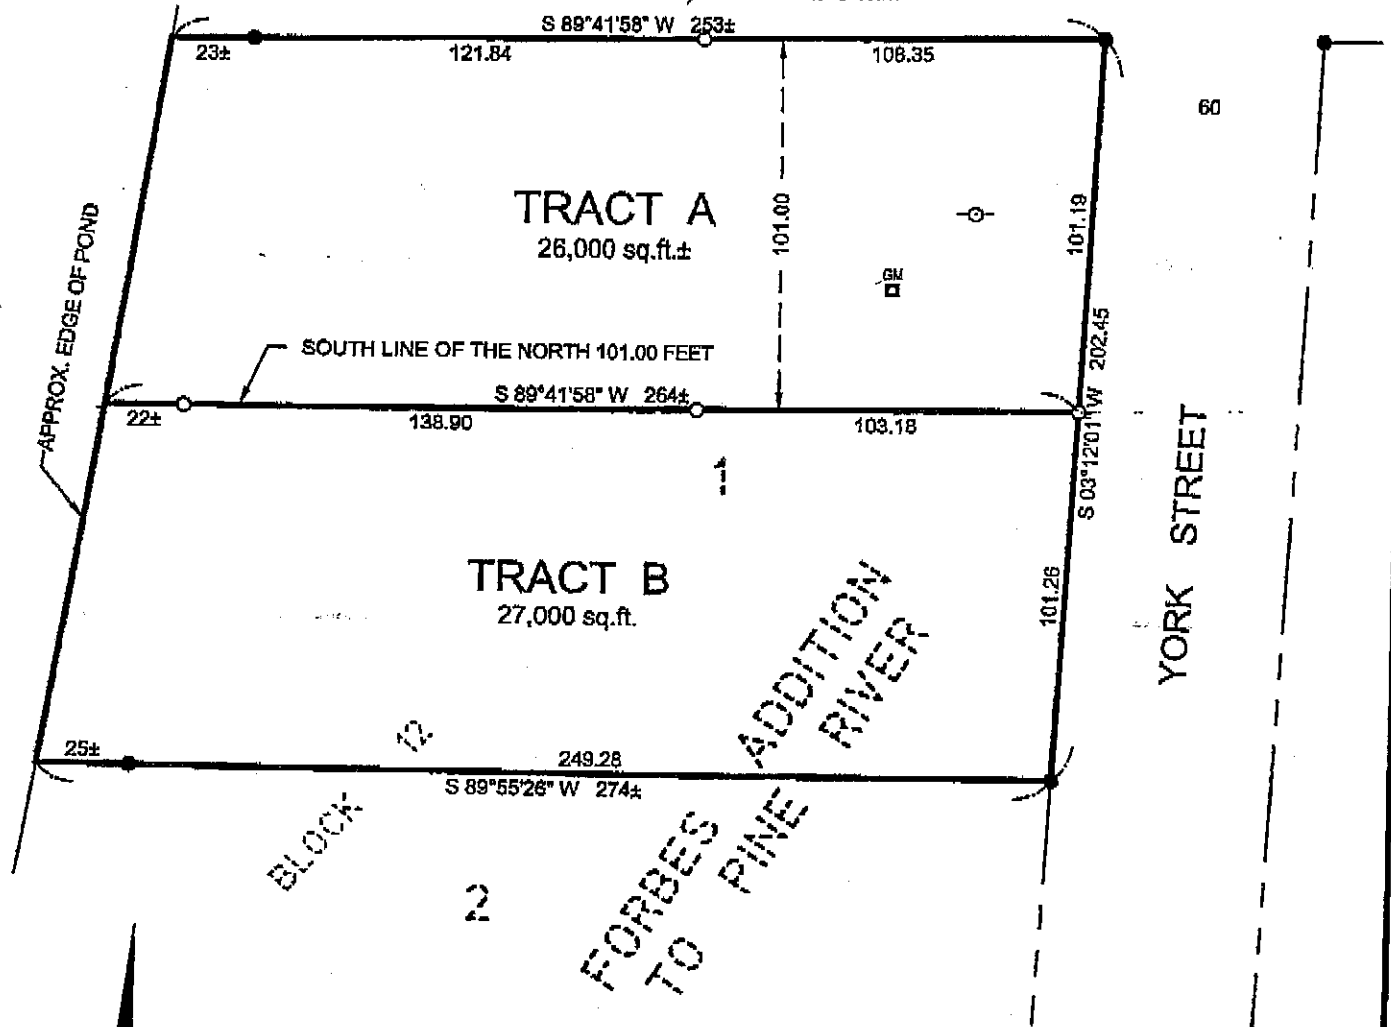 S 89°41'58" W 253±
23±
121.84
108.35
60
TRACT A
26,000 sq.ft.±
101.00
101.19
GM
APPROX. EDGE OF POND
SOUTH LINE OF THE NORTH 101.00 FEET
S 89°41'58" W 264±
22±
138.90
103.18
S 03°12'01" W 202.45
1
YORK STREET
TRACT B
27,000 sq.ft.
101.26
25±
12
249.28
S 89°55'26" W 274±
BLOCK
2
FORBES ADDITION
TO PINE RIVER